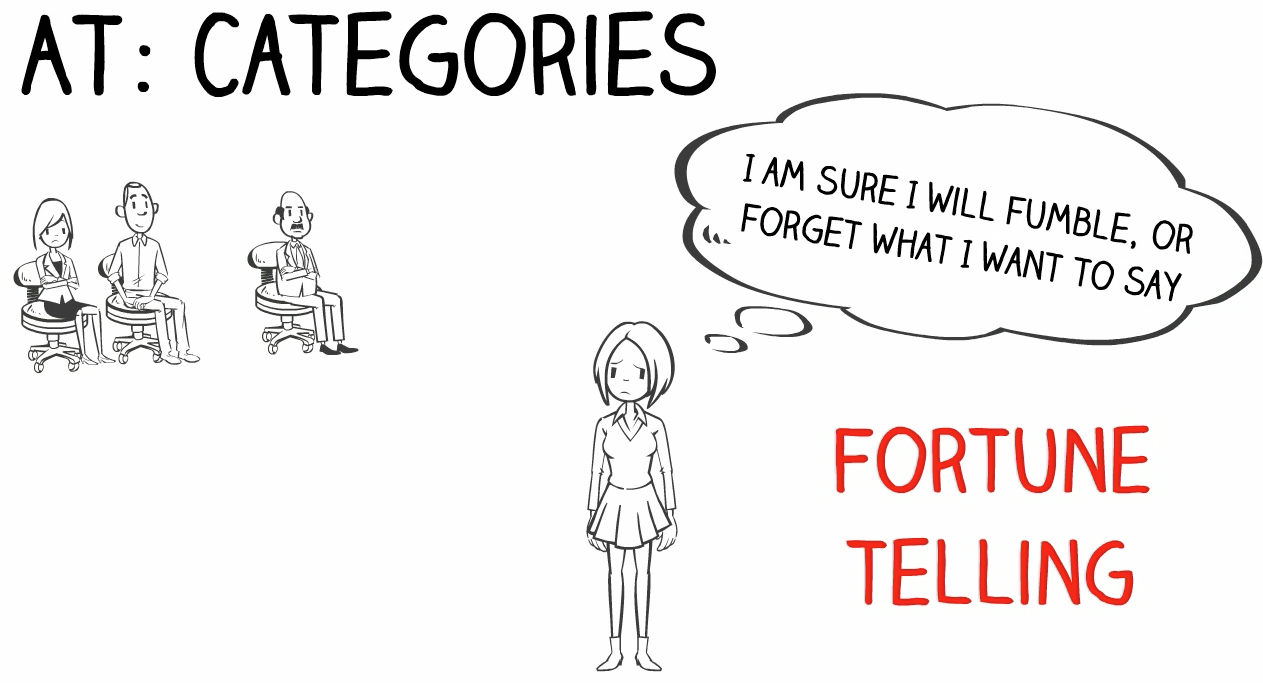 AT: CATEGORIES
I AM SURE I WILL FUMBLE, OR
FORGET WHAT I WANT TO SAY
FORTUNE
TELLING